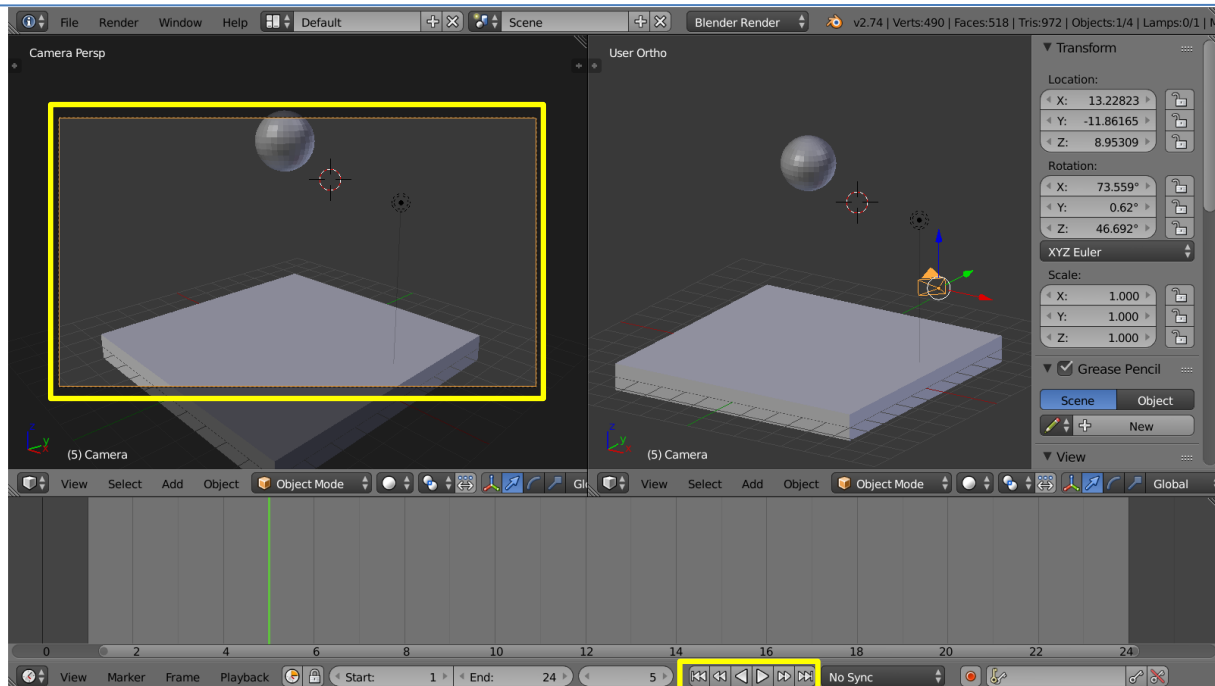 File Render Window Help Default Scene Blender Render v2.74 | Verts:490 | Faces:518 | Tris:972 | Objects:1/4 | Lamps:0/1 |
Camera Persp
User Ortho
Transform
Location:
X: 13.22823
Y: -11.86165
Z: 8.95309
Rotation:
X: 73.559°
Y: 0.62°
Z: 46.692°
XYZ Euler
Scale:
X: 1.000
Y: 1.000
Z: 1.000
Grease Pencil
Scene Object
New
View
z y x
(5) Camera
z y
(5) Camera
View Select Add Object Object Mode
View Select Add Object Object Mode Global
0 2 4 6 8 10 12 14 16 18 20 22 24
View Marker Frame Playback Start: 1 End: 24 5 No Sync